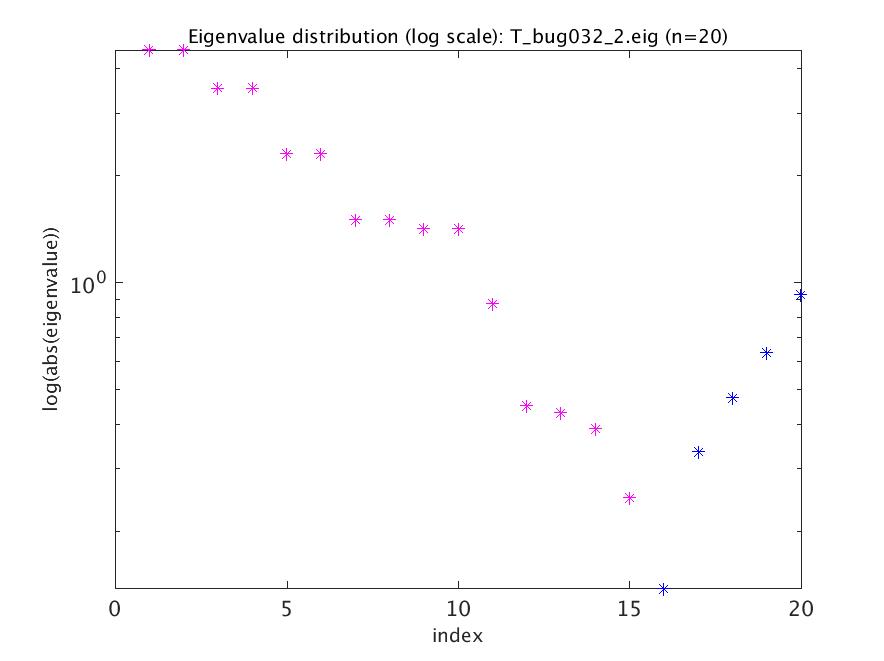 Eigenvalue distribution (log scale): T_bug032_2.eig (n=20)
log(abs(eigenvalue))
10^0
0 5 10 15 20
index